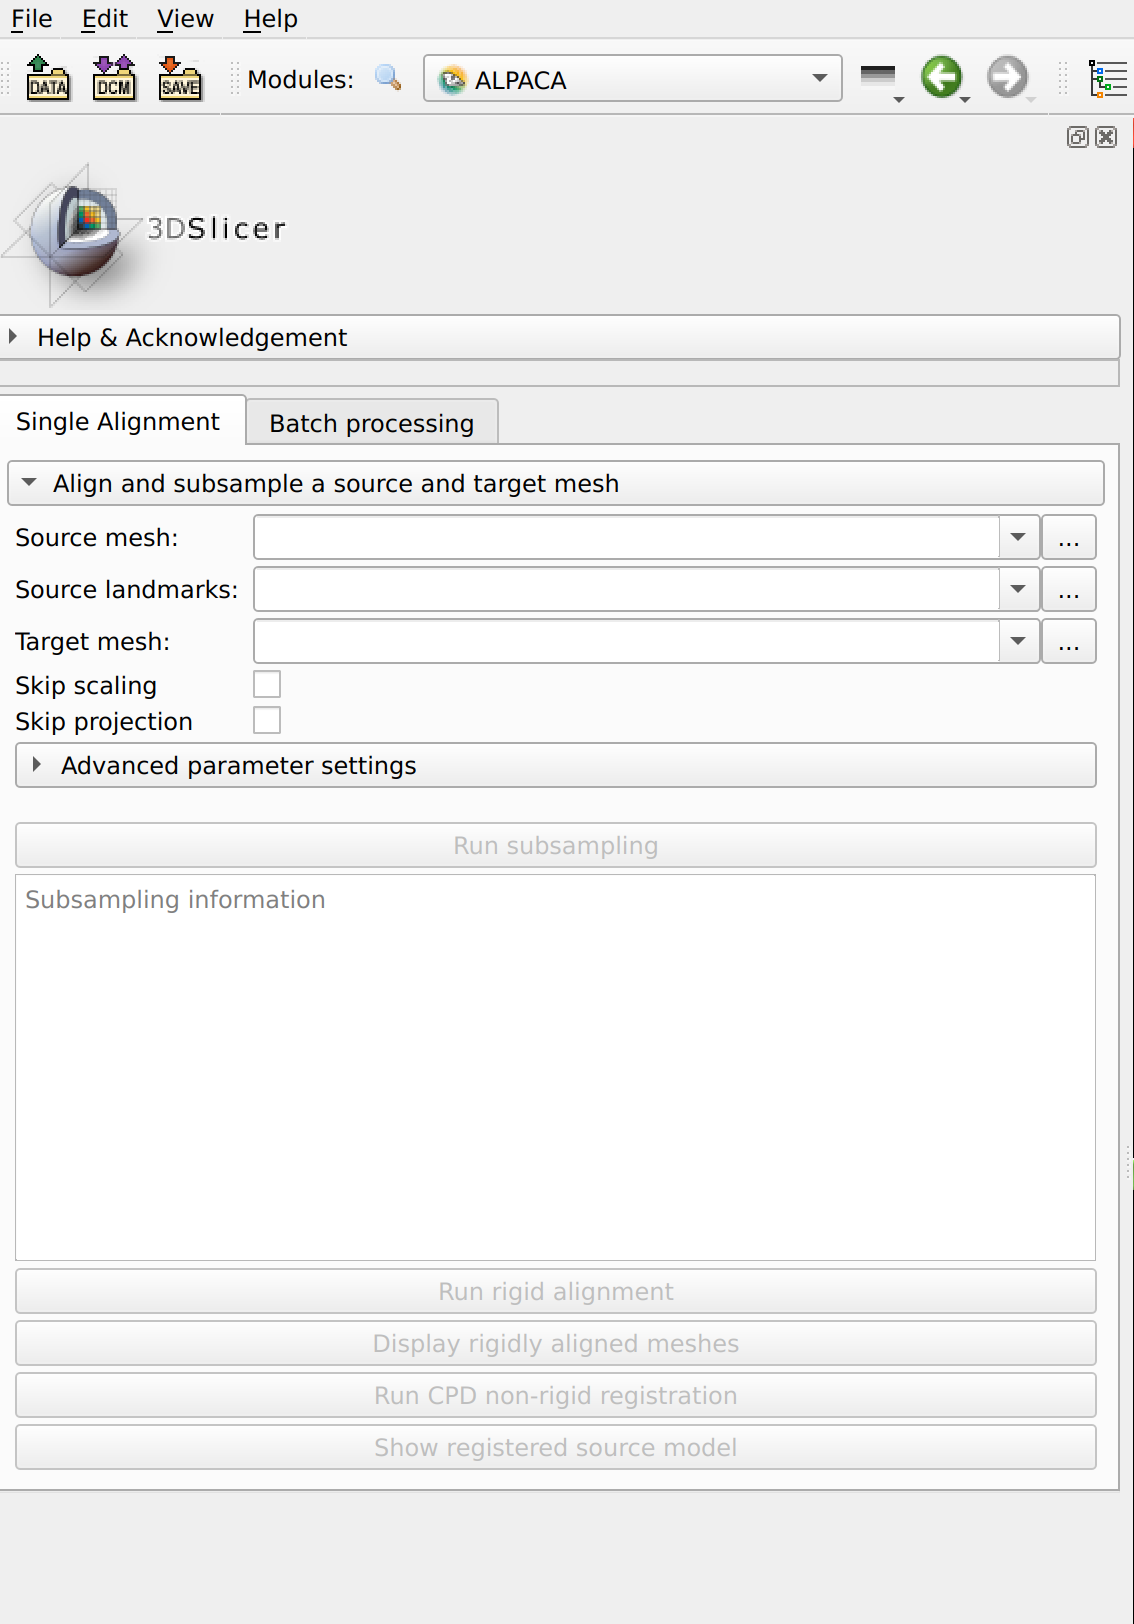 File Edit View Help
DATA DCM SAVE Modules: ALPACA
3DSlicer
Help & Acknowledgement
Single Alignment Batch processing
Align and subsample a source and target mesh
Source mesh: ...
Source landmarks: ...
Target mesh: ...
Skip scaling
Skip projection
Advanced parameter settings
Run subsampling
Subsampling information
Run rigid alignment
Display rigidly aligned meshes
Run CPD non-rigid registration
Show registered source model